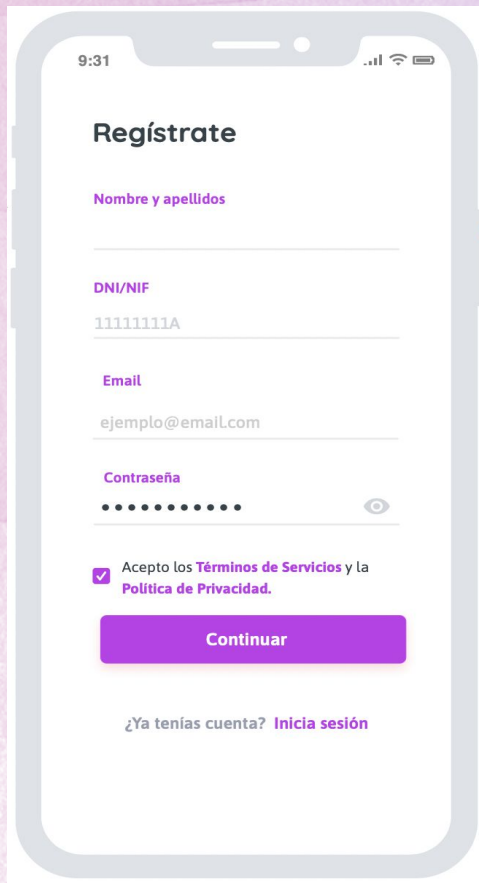 9:31
Regístrate
Nombre y apellidos
DNI/NIF
11111111A
Email
ejemplo@email.com
Contraseña
•••••••••••
Acepto los Términos de Servicios y la
Política de Privacidad.
Continuar
¿Ya tenías cuenta? Inicia sesión